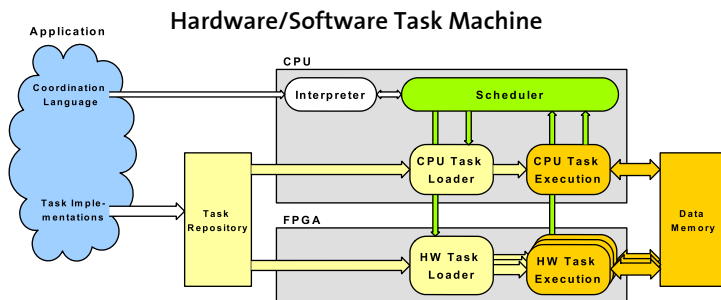 Hardware/Software Task Machine
Application
CPU
Coordination
Language
Interpreter
Scheduler
CPU Task
Loader
CPU Task
Execution
Task Imple-
mentations
Task
Repository
Data
Memory
FPGA
HW Task
Loader
HW Task
Execution